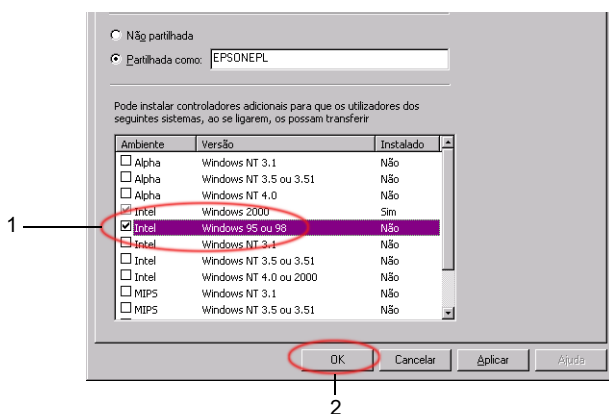 Não partilhada
Partilhada como: EPSONEPL
Pode instalar controladores adicionais para que os utilizadores dos
seguintes sistemas, ao se ligarem, os possam transferir
Ambiente Versão Instalado
Alpha Windows NT 3.1 Não
Alpha Windows NT 3.5 ou 3.51 Não
Alpha Windows NT 4.0 Não
Intel Windows 2000 Sim
1 Intel Windows 95 ou 98 Não
Intel Windows NT 3.1 Não
Intel Windows NT 3.5 ou 3.51 Não
Intel Windows NT 4.0 ou 2000 Não
MIPS Windows NT 3.1 Não
MIPS Windows NT 3.5 ou 3.51 Não
OK Cancelar Aplicar Ajuda
2